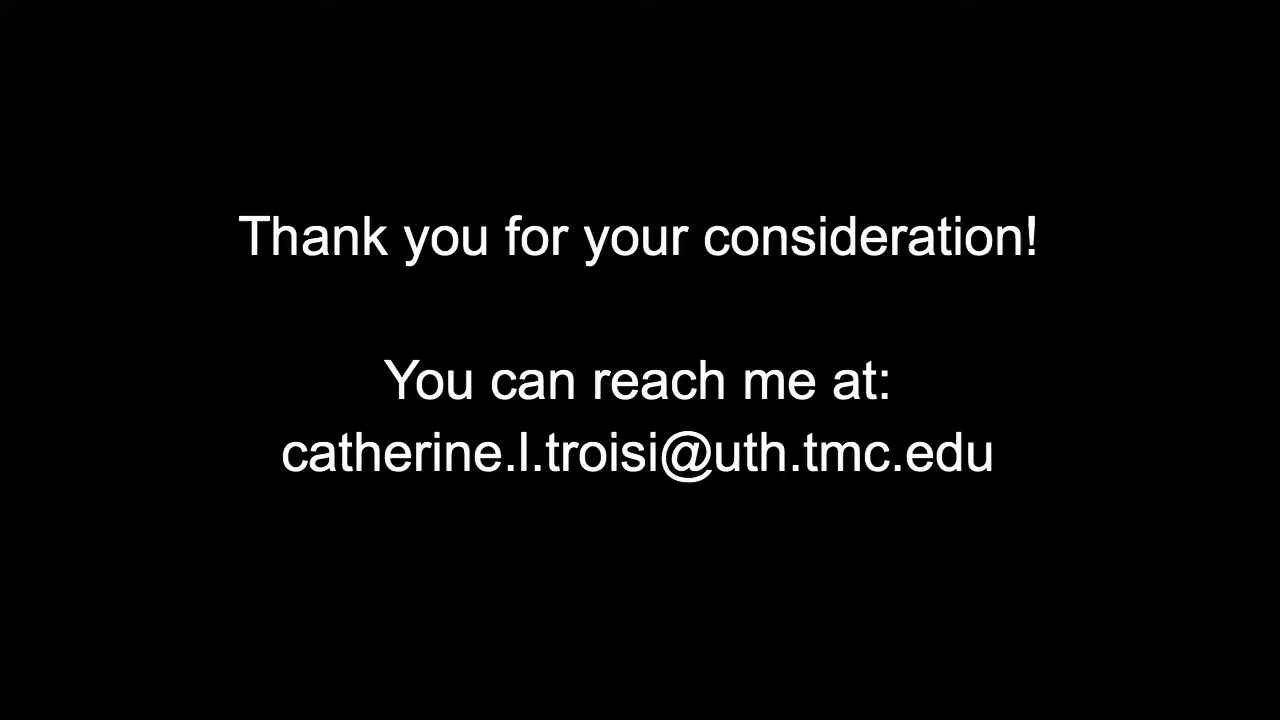 Thank you for your consideration!
You can reach me at:
catherine.l.troisi@uth.tmc.edu